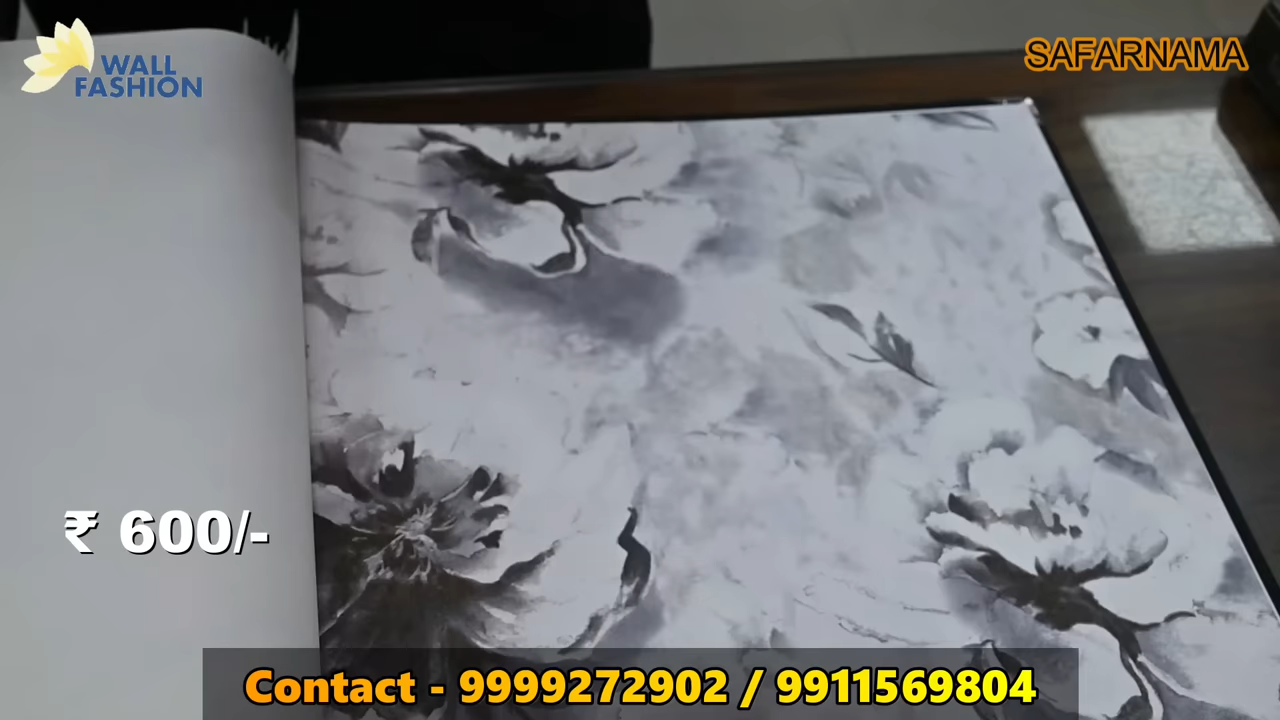 WALL
FASHION
SAFARNAMA
₹ 600/-
Contact - 9999272902 / 9911569804